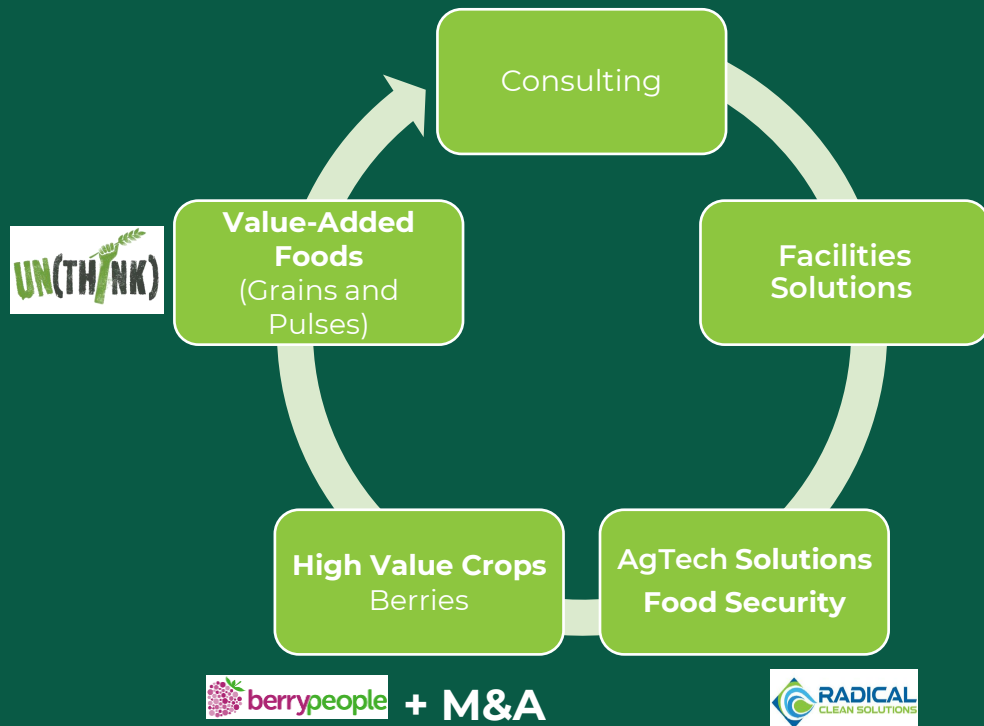 Consulting
Facilities
Solutions
AgTech Solutions
Food Security
RADICAL
CLEAN SOLUTIONS
High Value Crops
Berries
berrypeople + M&A
Value-Added
Foods
(Grains and
Pulses)
UN(THINK)